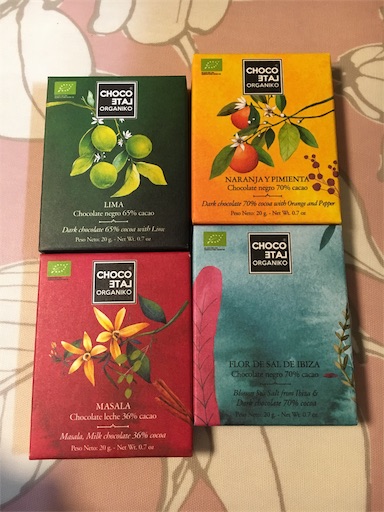 CHOCO
LATE
ORGANIKO
LIMA
Chocolate negro 65% cacao
Dark chocolate 65% cocoa with Lime
Peso Neto: 20 g. - Net Wt. 0.7 oz
CHOCO
LATE
ORGANIKO
NARANJA Y PIMIENTA
Chocolate negro 70% cacao
Dark chocolate 70% cocoa with Orange and Pepper
Peso Neto: 20 g. - Net Wt. 0.7 oz
CHOCO
LATE
ORGANIKO
MASALA
Chocolate leche 36% cacao
Masala, Milk chocolate 36% cocoa
Peso Neto: 20 g. - Net Wt. 0.7 oz
CHOCO
LATE
ORGANIKO
FLOR DE SAL DE IBIZA
Chocolate negro 70% cacao
Salt from Ibiza &
Dark chocolate 70% cocoa
Peso Neto: 20 g. - Net Wt. 0.7 oz